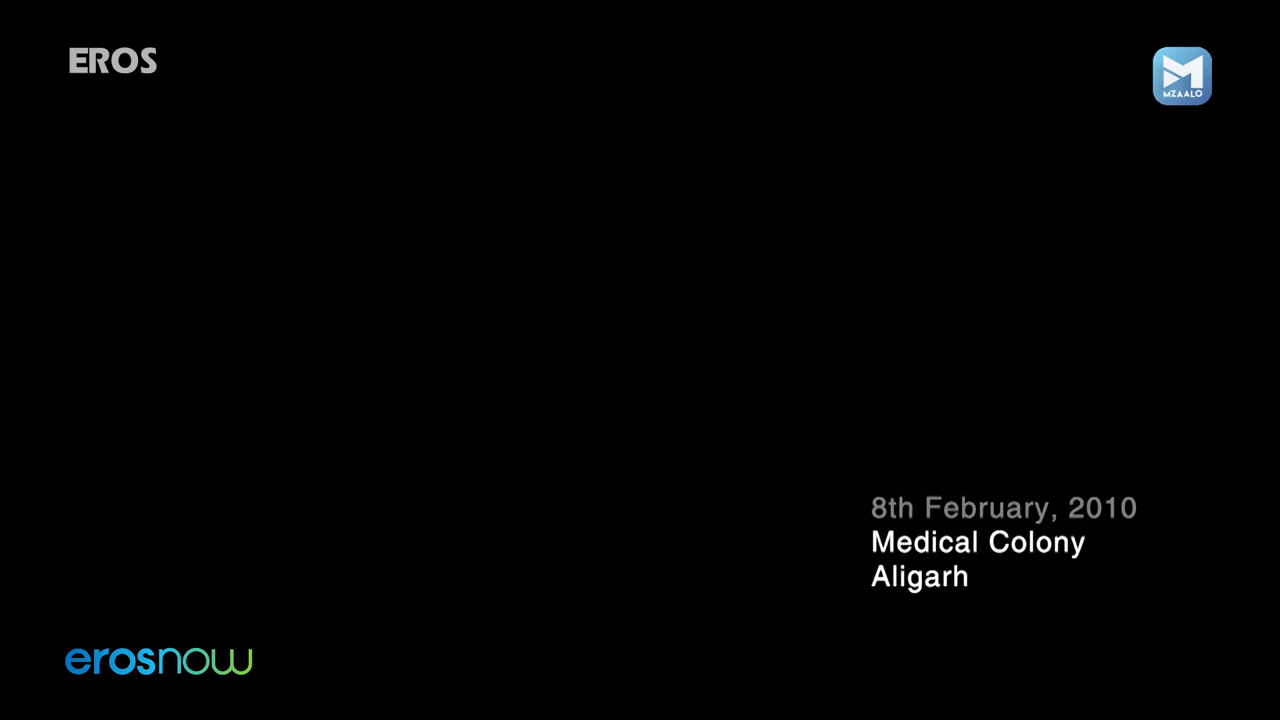 EROS
MZAALO
8th February, 2010
Medical Colony
Aligarh
erosnow